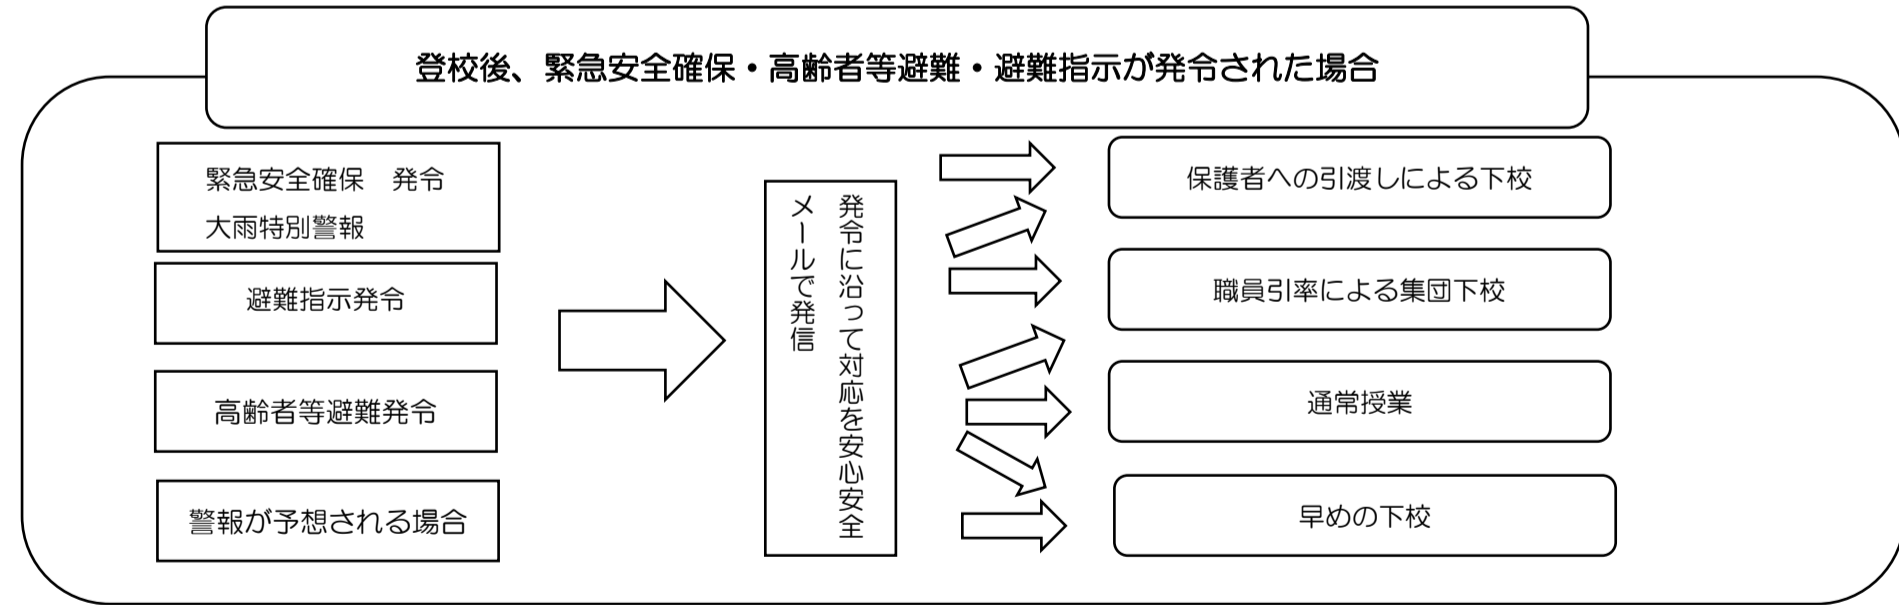 登校後、緊急安全確保・高齢者等避難・避難指示が発令された場合
緊急安全確保　発令
大雨特別警報
避難指示発令
高齢者等避難発令
警報が予想される場合
発令に沿って対応を安心安全
メールで発信
保護者への引渡しによる下校
職員引率による集団下校
通常授業
早めの下校